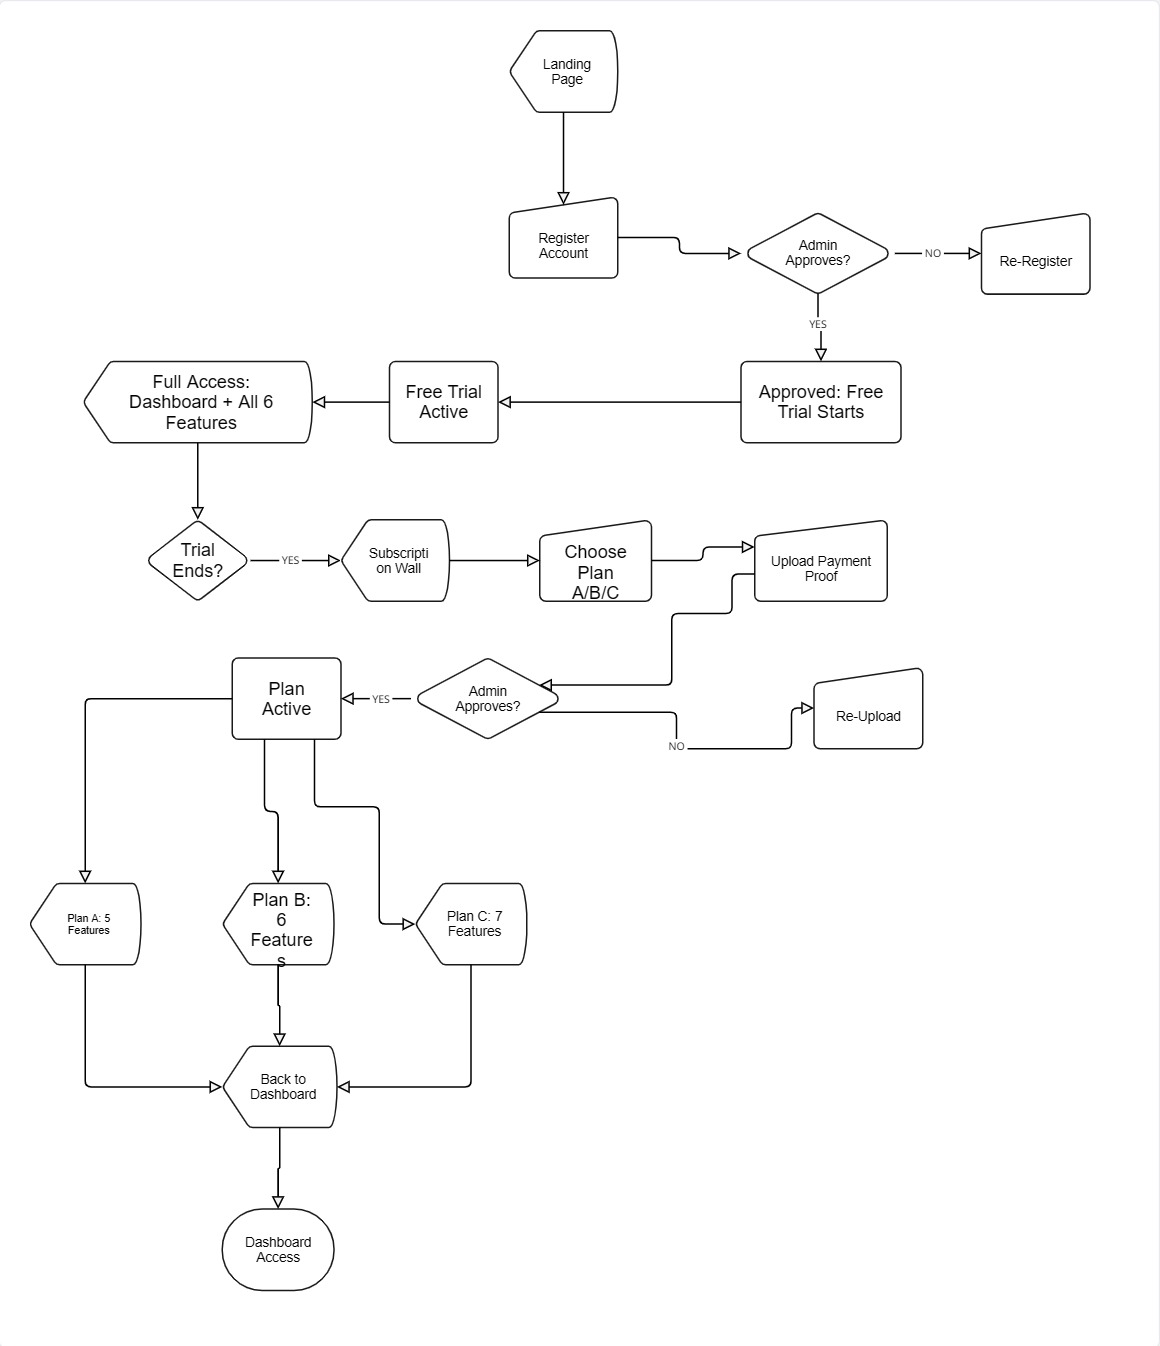 Landing
Page
Register
Account
Admin
Approves?
NO
Re-Register
YES
Full Access:
Dashboard + All 6
Features
Free Trial
Active
Approved: Free
Trial Starts
Trial
Ends?
YES
Subscripti
on Wall
Choose
Plan
A/B/C
Upload Payment
Proof
Plan
Active
YES
Admin
Approves?
NO
Re-Upload
Plan A: 5
Features
Plan B:
6
Feature
s
Plan C: 7
Features
Back to
Dashboard
Dashboard
Access